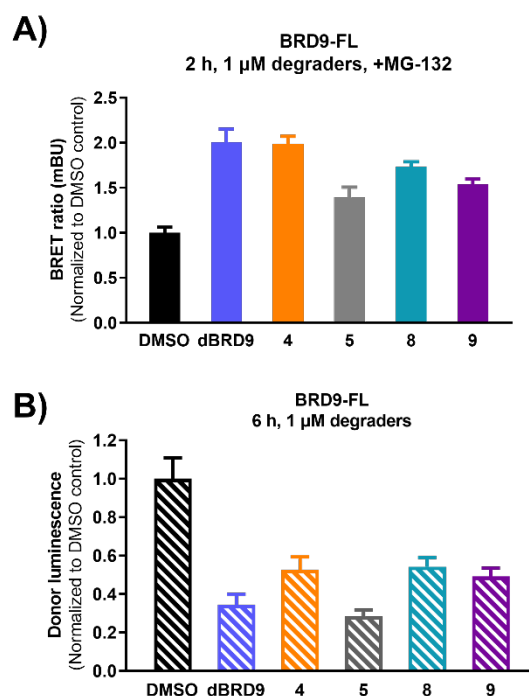 A)
BRD9-FL
2 h, 1 µM degraders, +MG-132
BRET ratio (mBU)
(Normalized to DMSO control)
2.5
2.0
1.5
1.0
0.5
0.0
DMSO dBRD9 4 5 8 9
B)
BRD9-FL
6 h, 1 µM degraders
Donor luminescence
(Normalized to DMSO control)
1.2
1.0
0.8
0.6
0.4
0.2
0.0
DMSO dBRD9 4 5 8 9